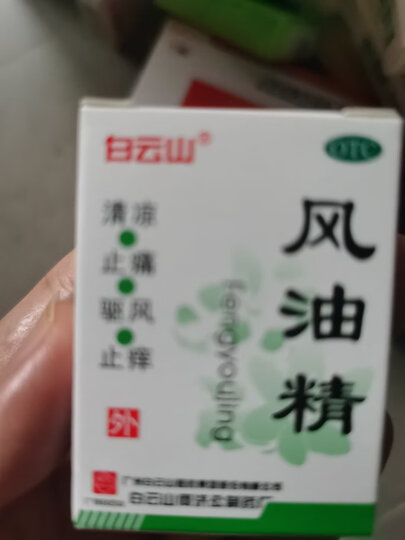 白云山®
OTC
清凉
止痛
驱风
止痒
风油精
Fengyoujing
外
白云山何济公制药厂